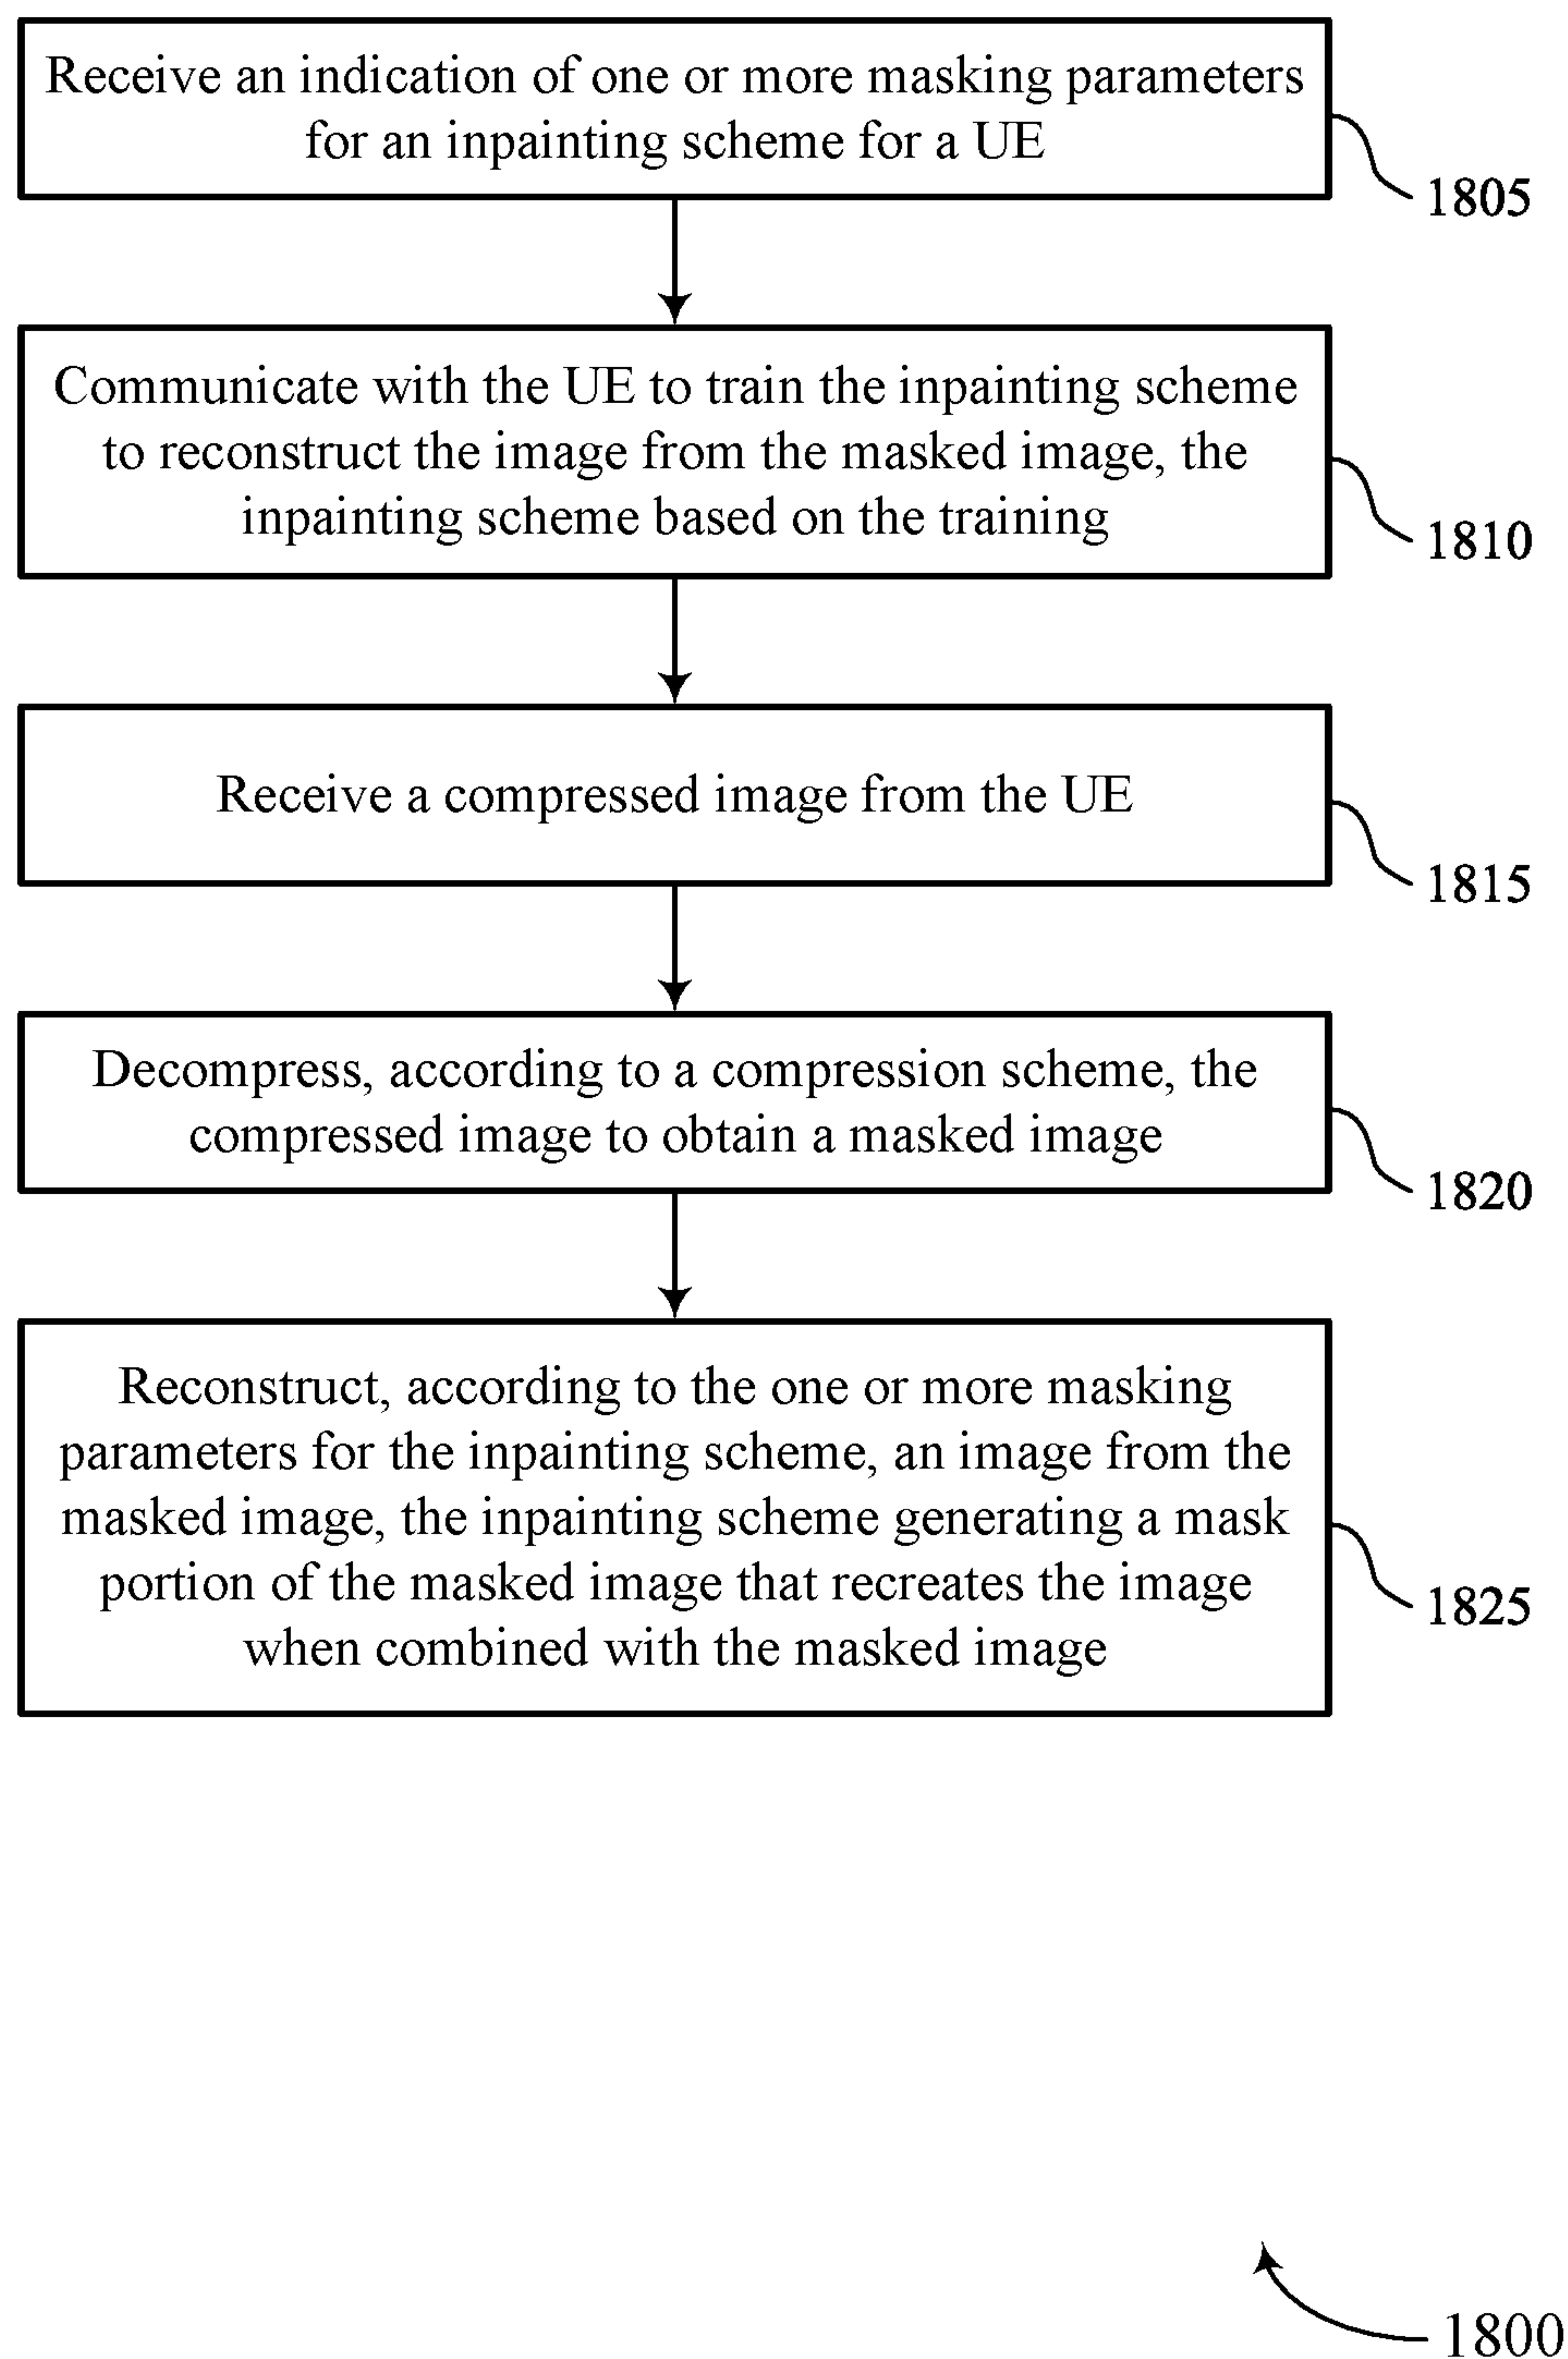 Receive an indication of one or more masking parameters
for an inpainting scheme for a UE
1805
Communicate with the UE to train the inpainting scheme
to reconstruct the image from the masked image, the
inpainting scheme based on the training
1810
Receive a compressed image from the UE
1815
Decompress, according to a compression scheme, the
compressed image to obtain a masked image
1820
Reconstruct, according to the one or more masking
parameters for the inpainting scheme, an image from the
masked image, the inpainting scheme generating a mask
portion of the masked image that recreates the image
when combined with the masked image
1825
1800